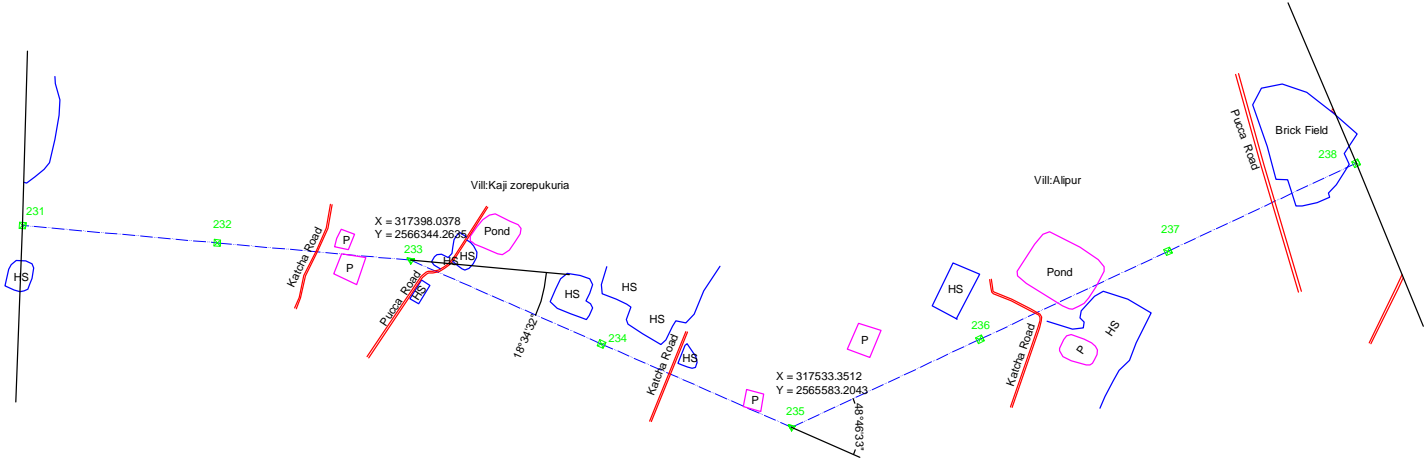 231
HS
232
Katcha Road
P
P
X = 317398.0378
Y = 2566344.2635
233
Vill:Kaji zorepukuria
Pond
HS
HS
HS
Pucca Road
18°34'32"
HS
HS
HS
234
Katcha Road
HS
P
X = 317533.3512
Y = 2565583.2043
235
48°46'33"
P
HS
236
Katcha Road
Vill:Alipur
Pond
P
HS
237
Pucca Road
Brick Field
238